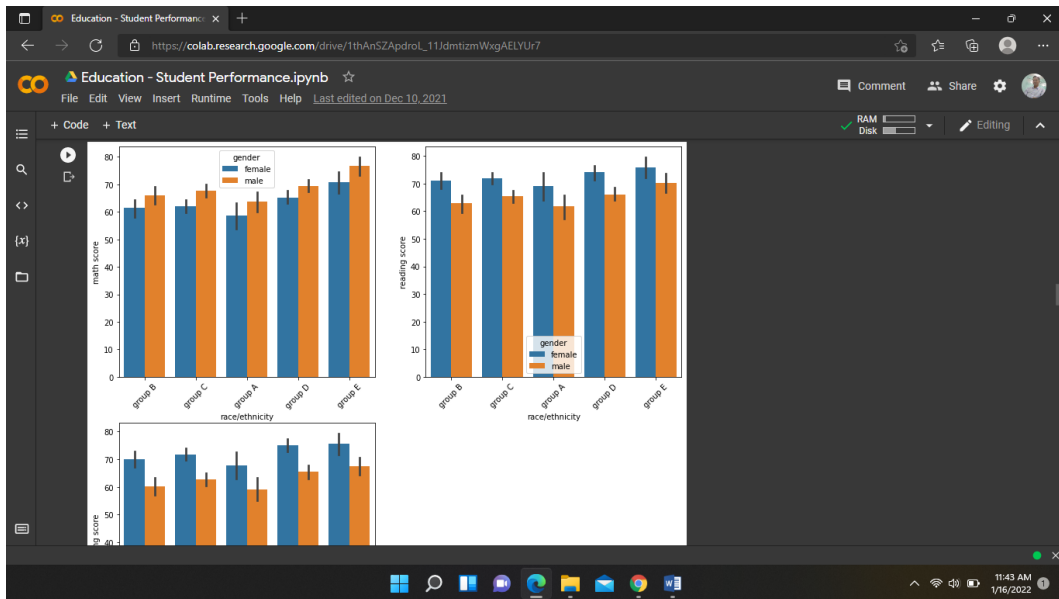 Education - Student Performance
https://colab.research.google.com/drive/1thAnSZApdroL_11JdmtizmWxgAELYUr7
Education - Student Performance.ipynb
Comment Share
File Edit View Insert Runtime Tools Help Last edited on Dec 10, 2021
+ Code + Text
RAM
Disk
Editing
{x}
gender
female
male
math score
80
70
60
50
40
30
20
10
0
group B group C group A group D group E
race/ethnicity
reading score
80
70
60
50
40
30
20
10
0
gender
female
male
group B group C group A group D group E
race/ethnicity
80
70
60
50
40
g score
11:43 AM
1/16/2022
1